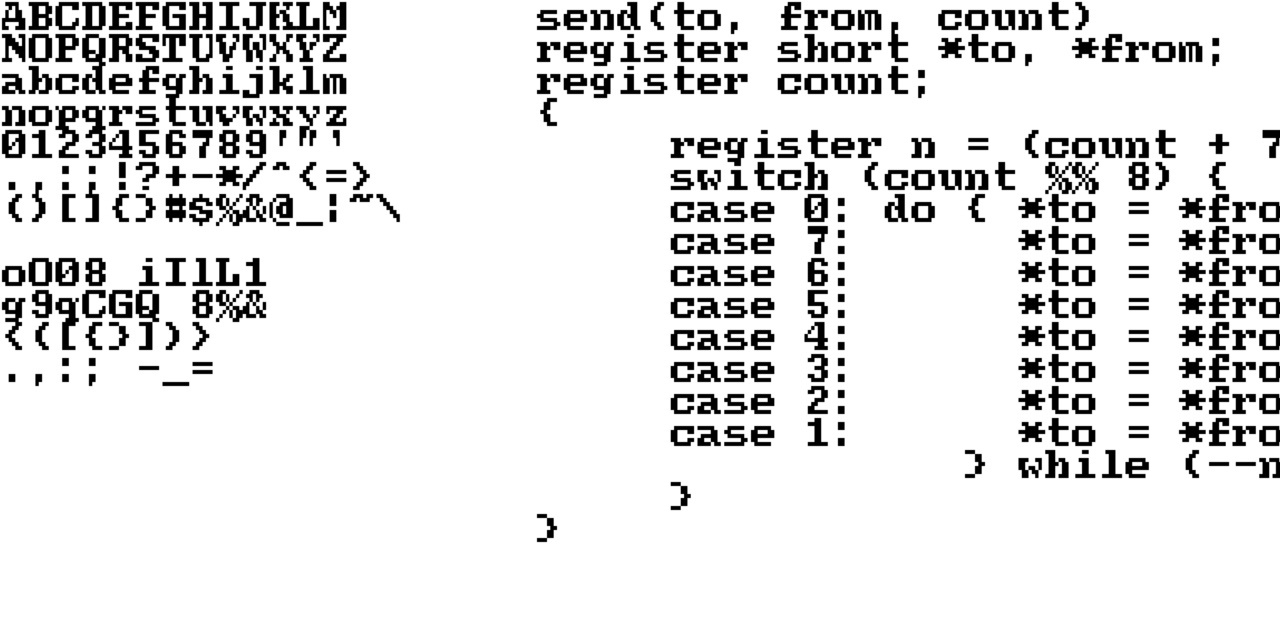 ABCDEFGHIJKLM
NOPQRSTUVWXYZ
abcdefghijklm
nopqrstuvwxyz
0123456789'"'
.,:;!?+-*/^<=>
()[]{}#$%&@_¦~\
oO08 iIlL1
g9qCGQ 8%&
<([{}])>
.,:; -_=
send(to, from, count)
register short *to, *from;
register count;
{
register n = (count + 7
switch (count %% 8) {
case 0: do { *to = *fro
case 7: *to = *fro
case 6: *to = *fro
case 5: *to = *fro
case 4: *to = *fro
case 3: *to = *fro
case 2: *to = *fro
case 1: *to = *fro
} while (--n
}
}